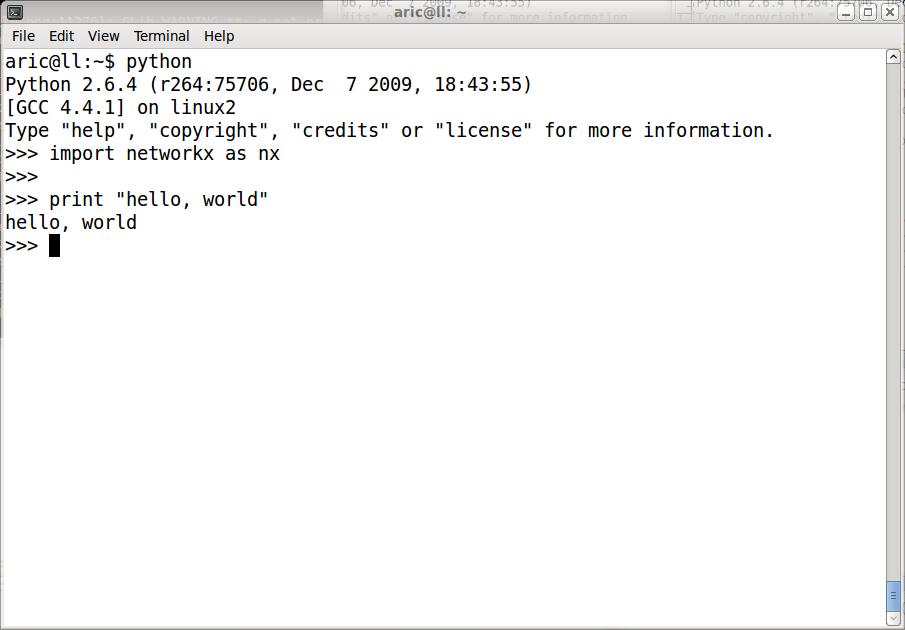 aric@ll: ~
File Edit View Terminal Help
aric@ll:~$ python
Python 2.6.4 (r264:75706, Dec  7 2009, 18:43:55)
[GCC 4.4.1] on linux2
Type "help", "copyright", "credits" or "license" for more information.
>>> import networkx as nx
>>>
>>> print "hello, world"
hello, world
>>>